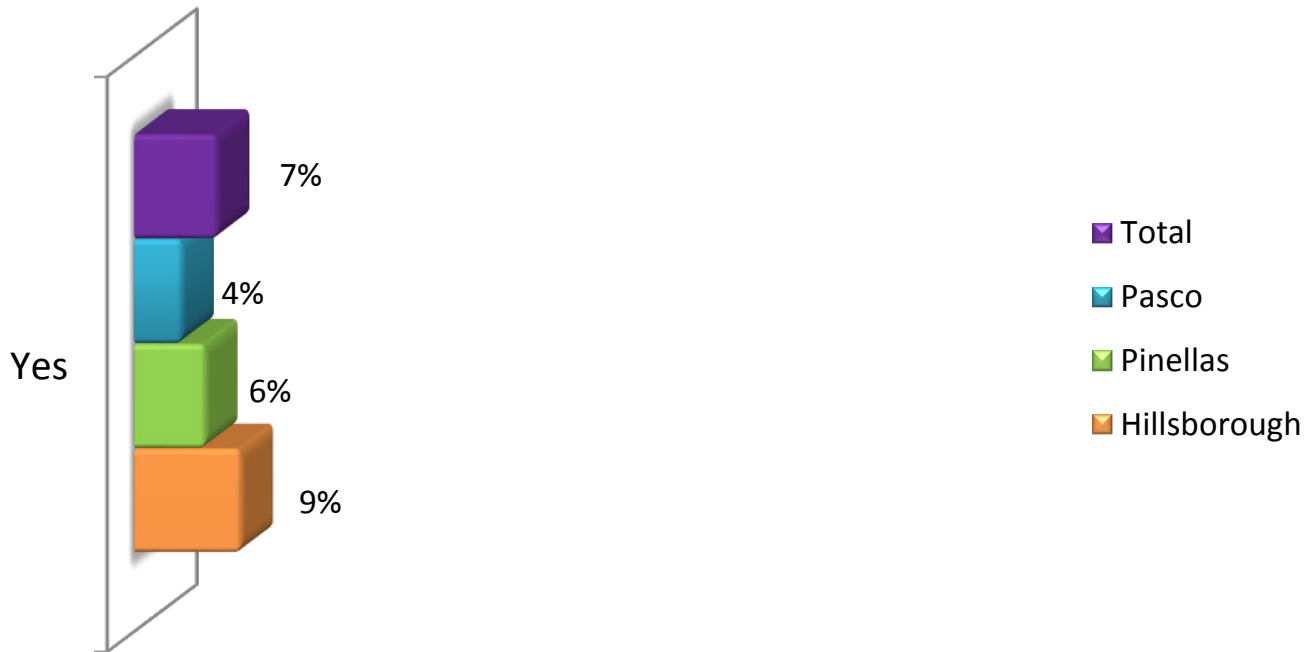 7%
4%
Yes
6%
9%
Total
Pasco
Pinellas
Hillsborough